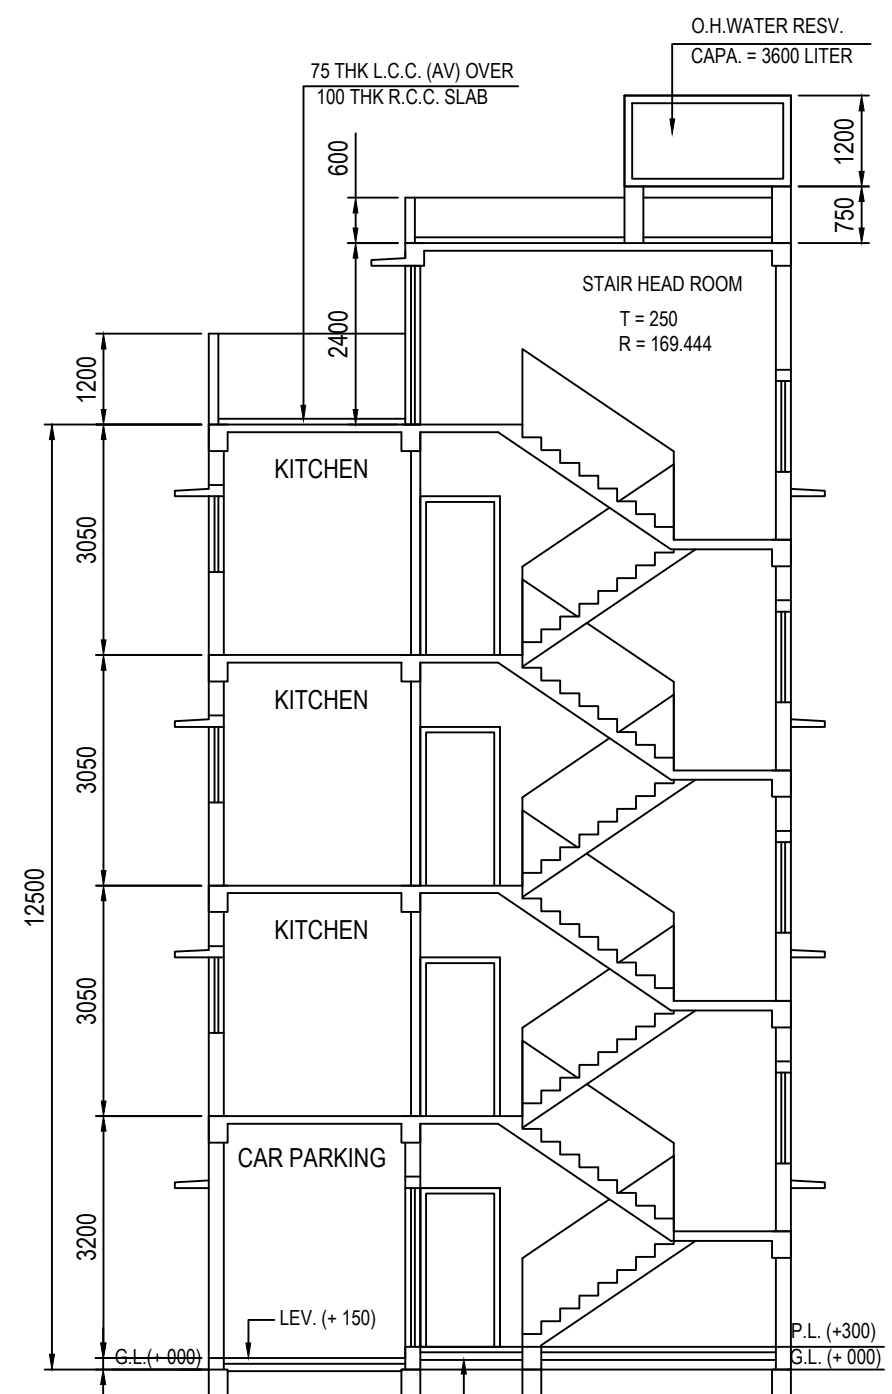 O.H.WATER RESV.
CAPA. = 3600 LITER
75 THK L.C.C. (AV) OVER
100 THK R.C.C. SLAB
600
1200
750
STAIR HEAD ROOM
T = 250
R = 169.444
2400
1200
KITCHEN
3050
KITCHEN
3050
12500
KITCHEN
3050
CAR PARKING
3200
LEV. (+ 150)
P.L. (+300)
G.L.(+ 000)
G.L. (+ 000)